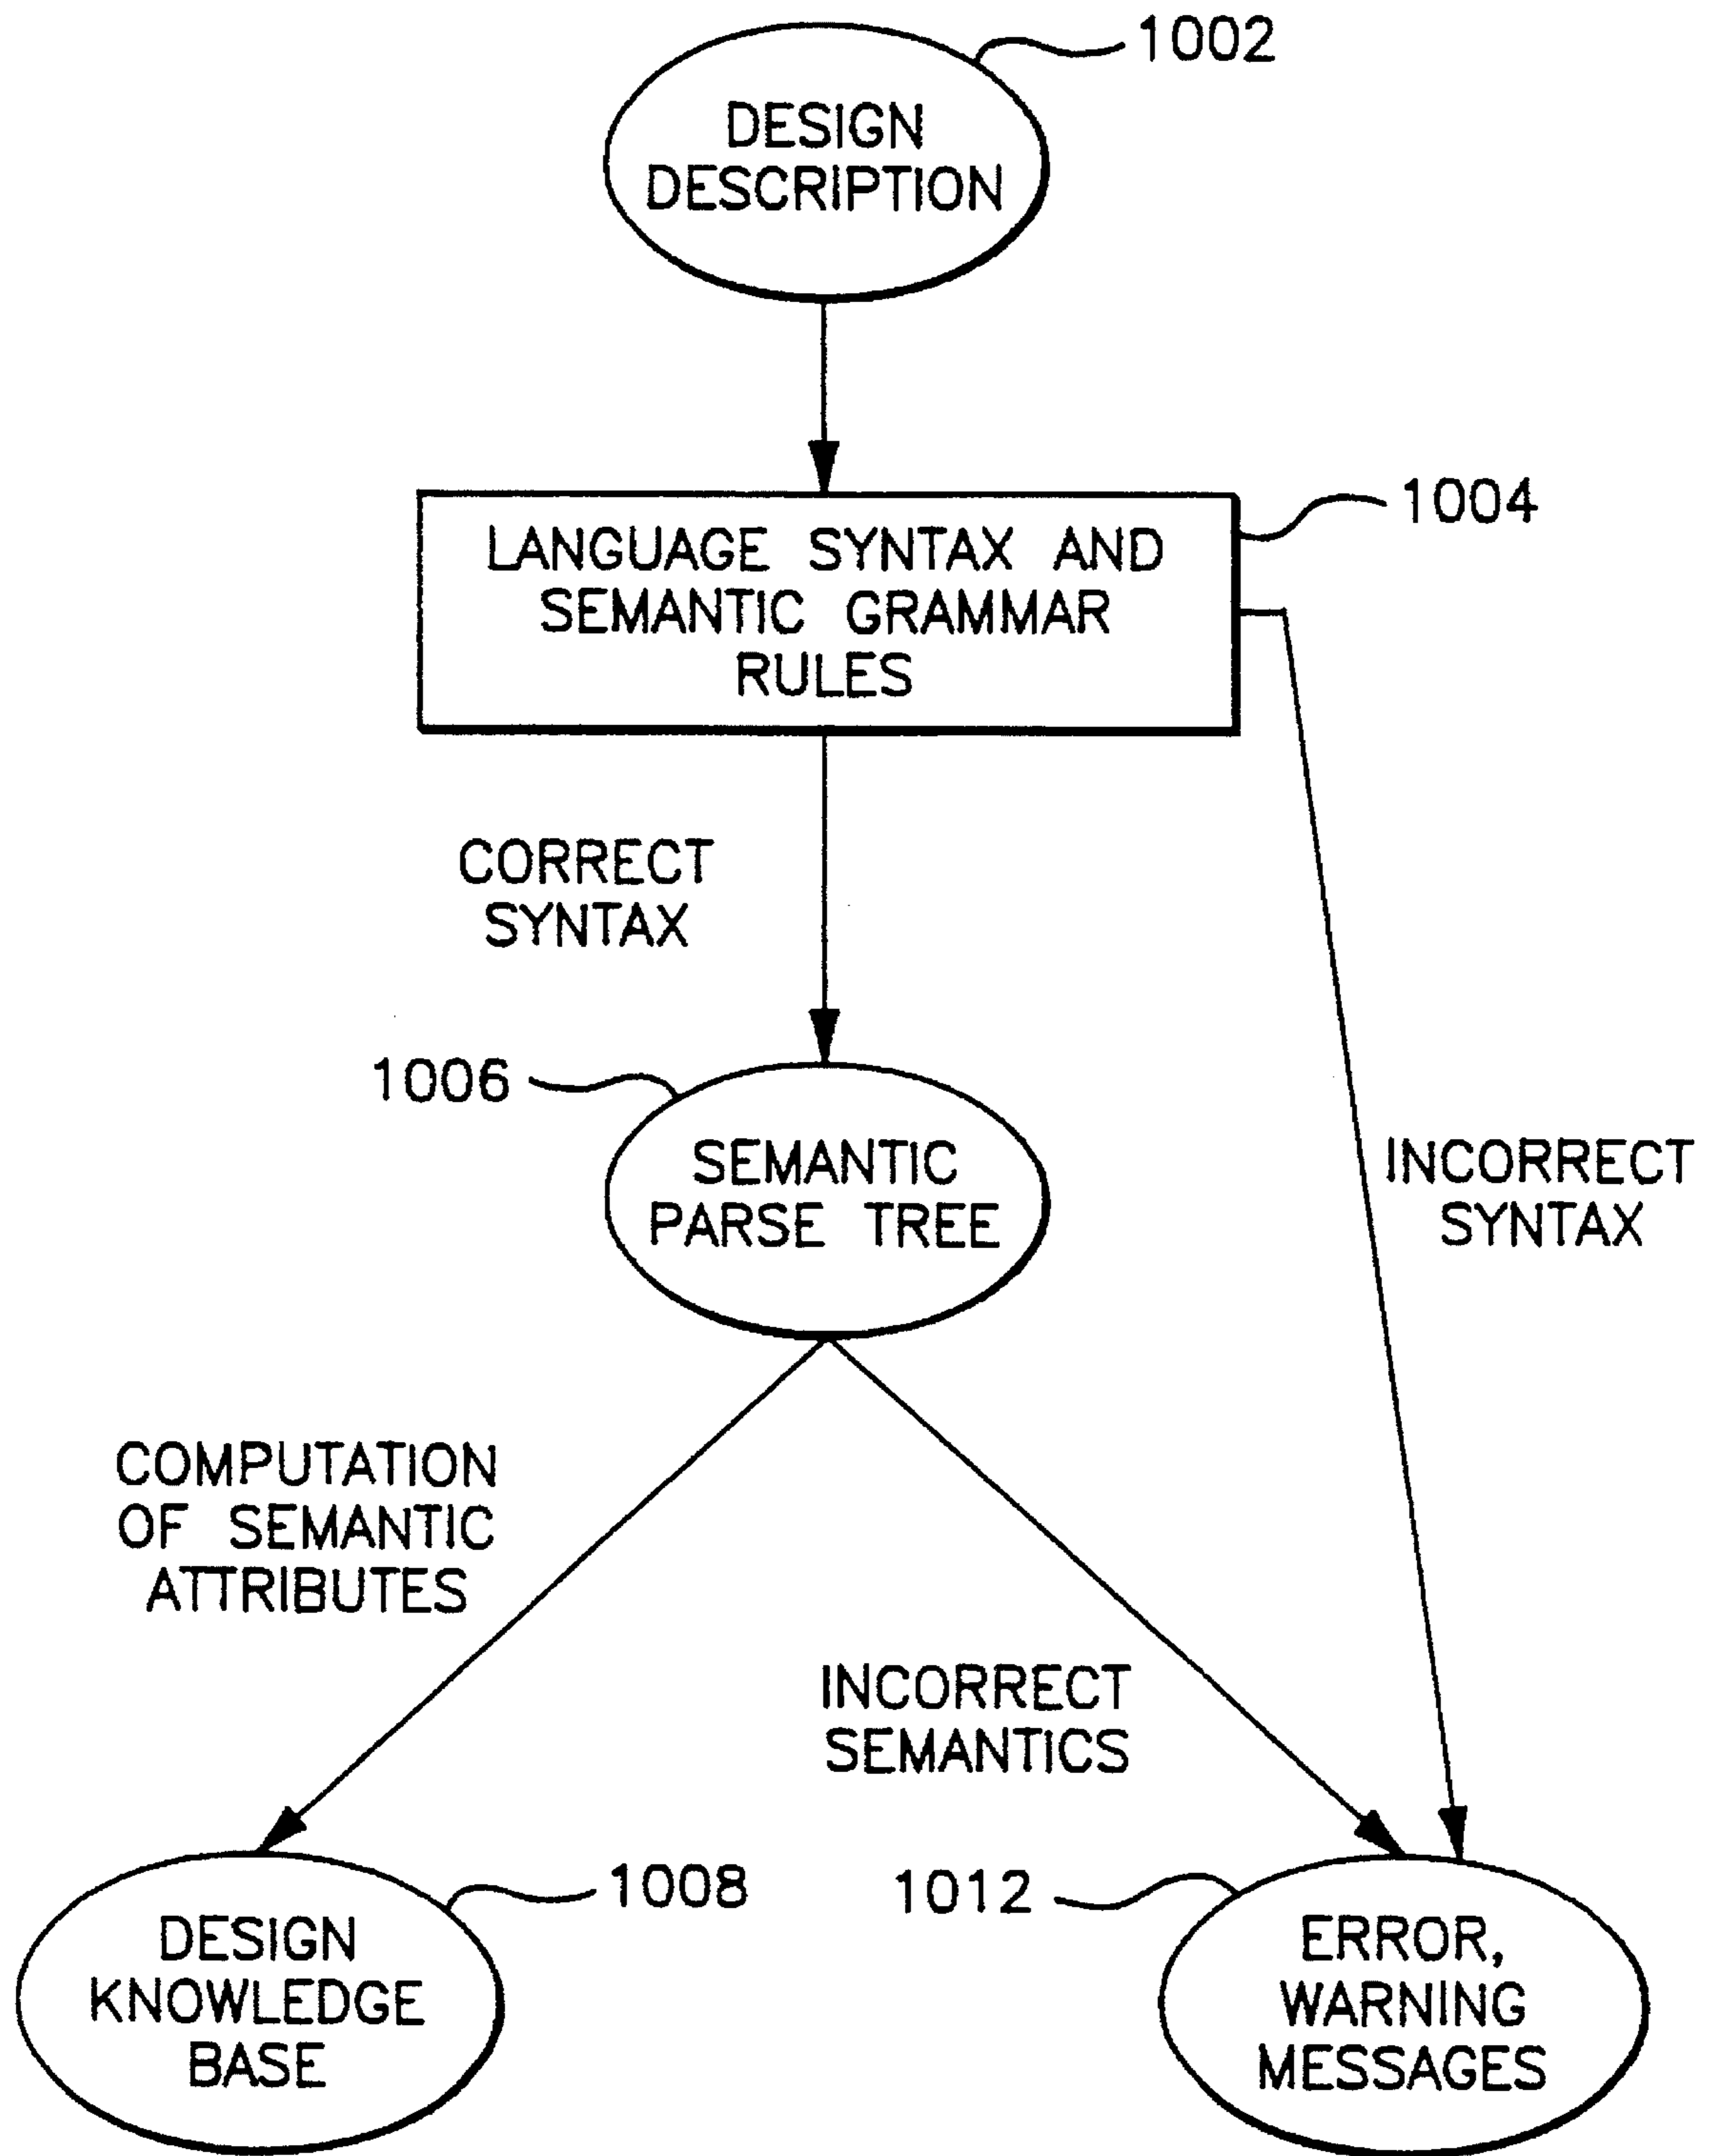 1002
DESIGN
DESCRIPTION
1004
LANGUAGE SYNTAX AND
SEMANTIC GRAMMAR
RULES
CORRECT
SYNTAX
1006
SEMANTIC
PARSE TREE
INCORRECT
SYNTAX
COMPUTATION
OF SEMANTIC
ATTRIBUTES
INCORRECT
SEMANTICS
1008
DESIGN
KNOWLEDGE
BASE
1012
ERROR,
WARNING
MESSAGES